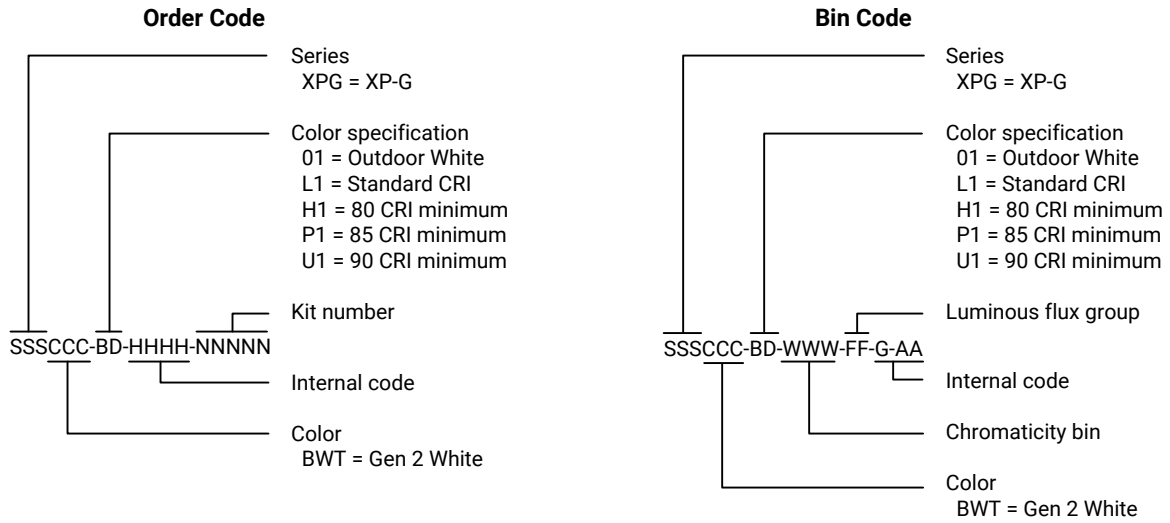 Order Code
Series
XPG = XP-G
Color specification
01 = Outdoor White
L1 = Standard CRI
H1 = 80 CRI minimum
P1 = 85 CRI minimum
U1 = 90 CRI minimum
Kit number
SSSCCC-BD-HHHH-NNNNN
Internal code
Color
BWT = Gen 2 White
Bin Code
Series
XPG = XP-G
Color specification
01 = Outdoor White
L1 = Standard CRI
H1 = 80 CRI minimum
P1 = 85 CRI minimum
U1 = 90 CRI minimum
Luminous flux group
SSSCCC-BD-WWW-FF-G-AA
Internal code
Chromaticity bin
Color
BWT = Gen 2 White